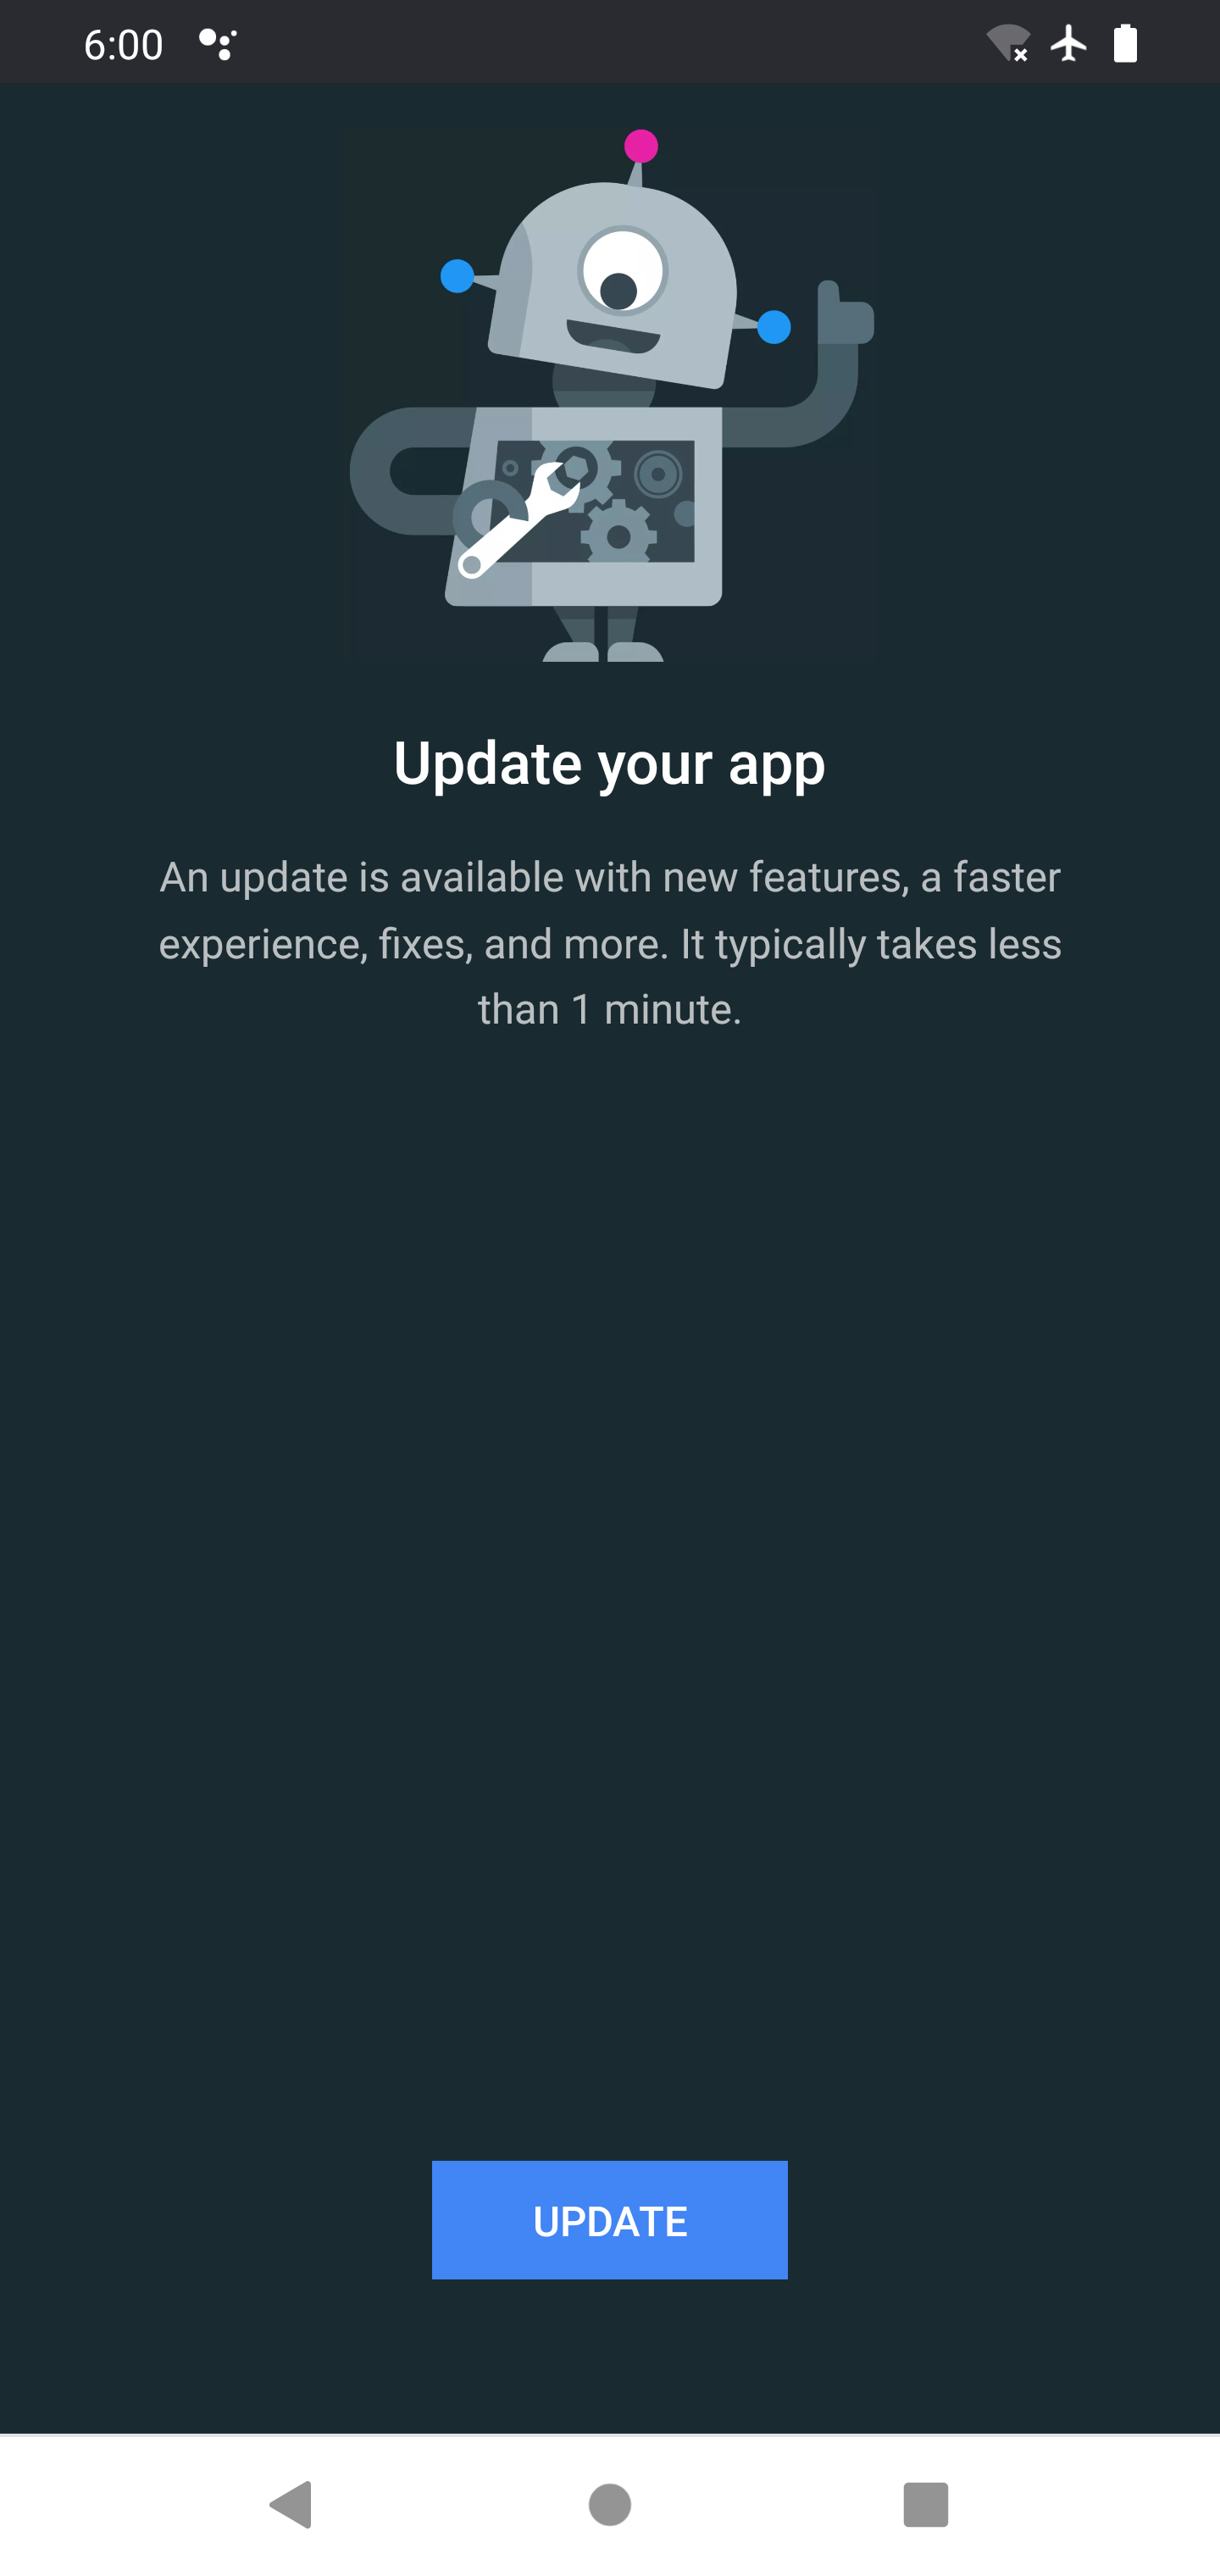 6:00
Update your app
An update is available with new features, a faster
experience, fixes, and more. It typically takes less
than 1 minute.
UPDATE